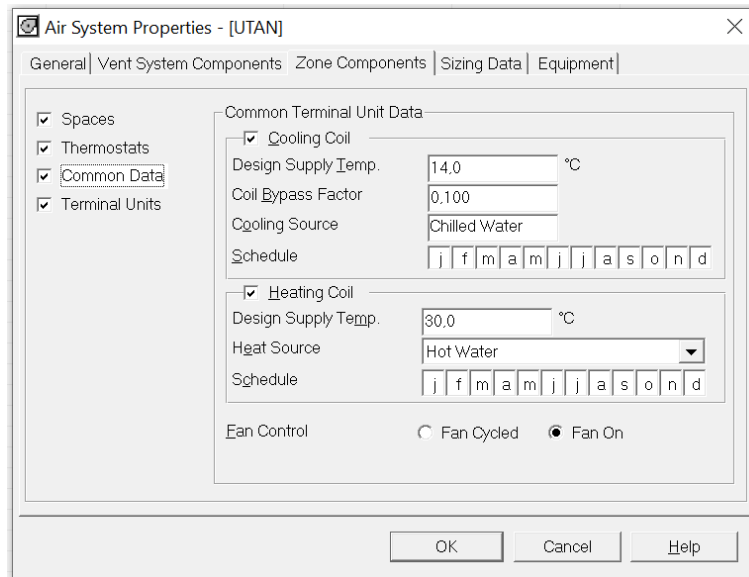 Air System Properties - [UTAN]
General Vent System Components Zone Components Sizing Data Equipment
Spaces
Thermostats
Common Data
Terminal Units
Common Terminal Unit Data
Cooling Coil
Design Supply Temp. 14,0 °C
Coil Bypass Factor 0,100
Cooling Source Chilled Water
Schedule j f m a m j j a s o n d
Heating Coil
Design Supply Temp. 30,0 °C
Heat Source Hot Water
Schedule j f m a m j j a s o n d
Fan Control Fan Cycled Fan On
OK Cancel Help